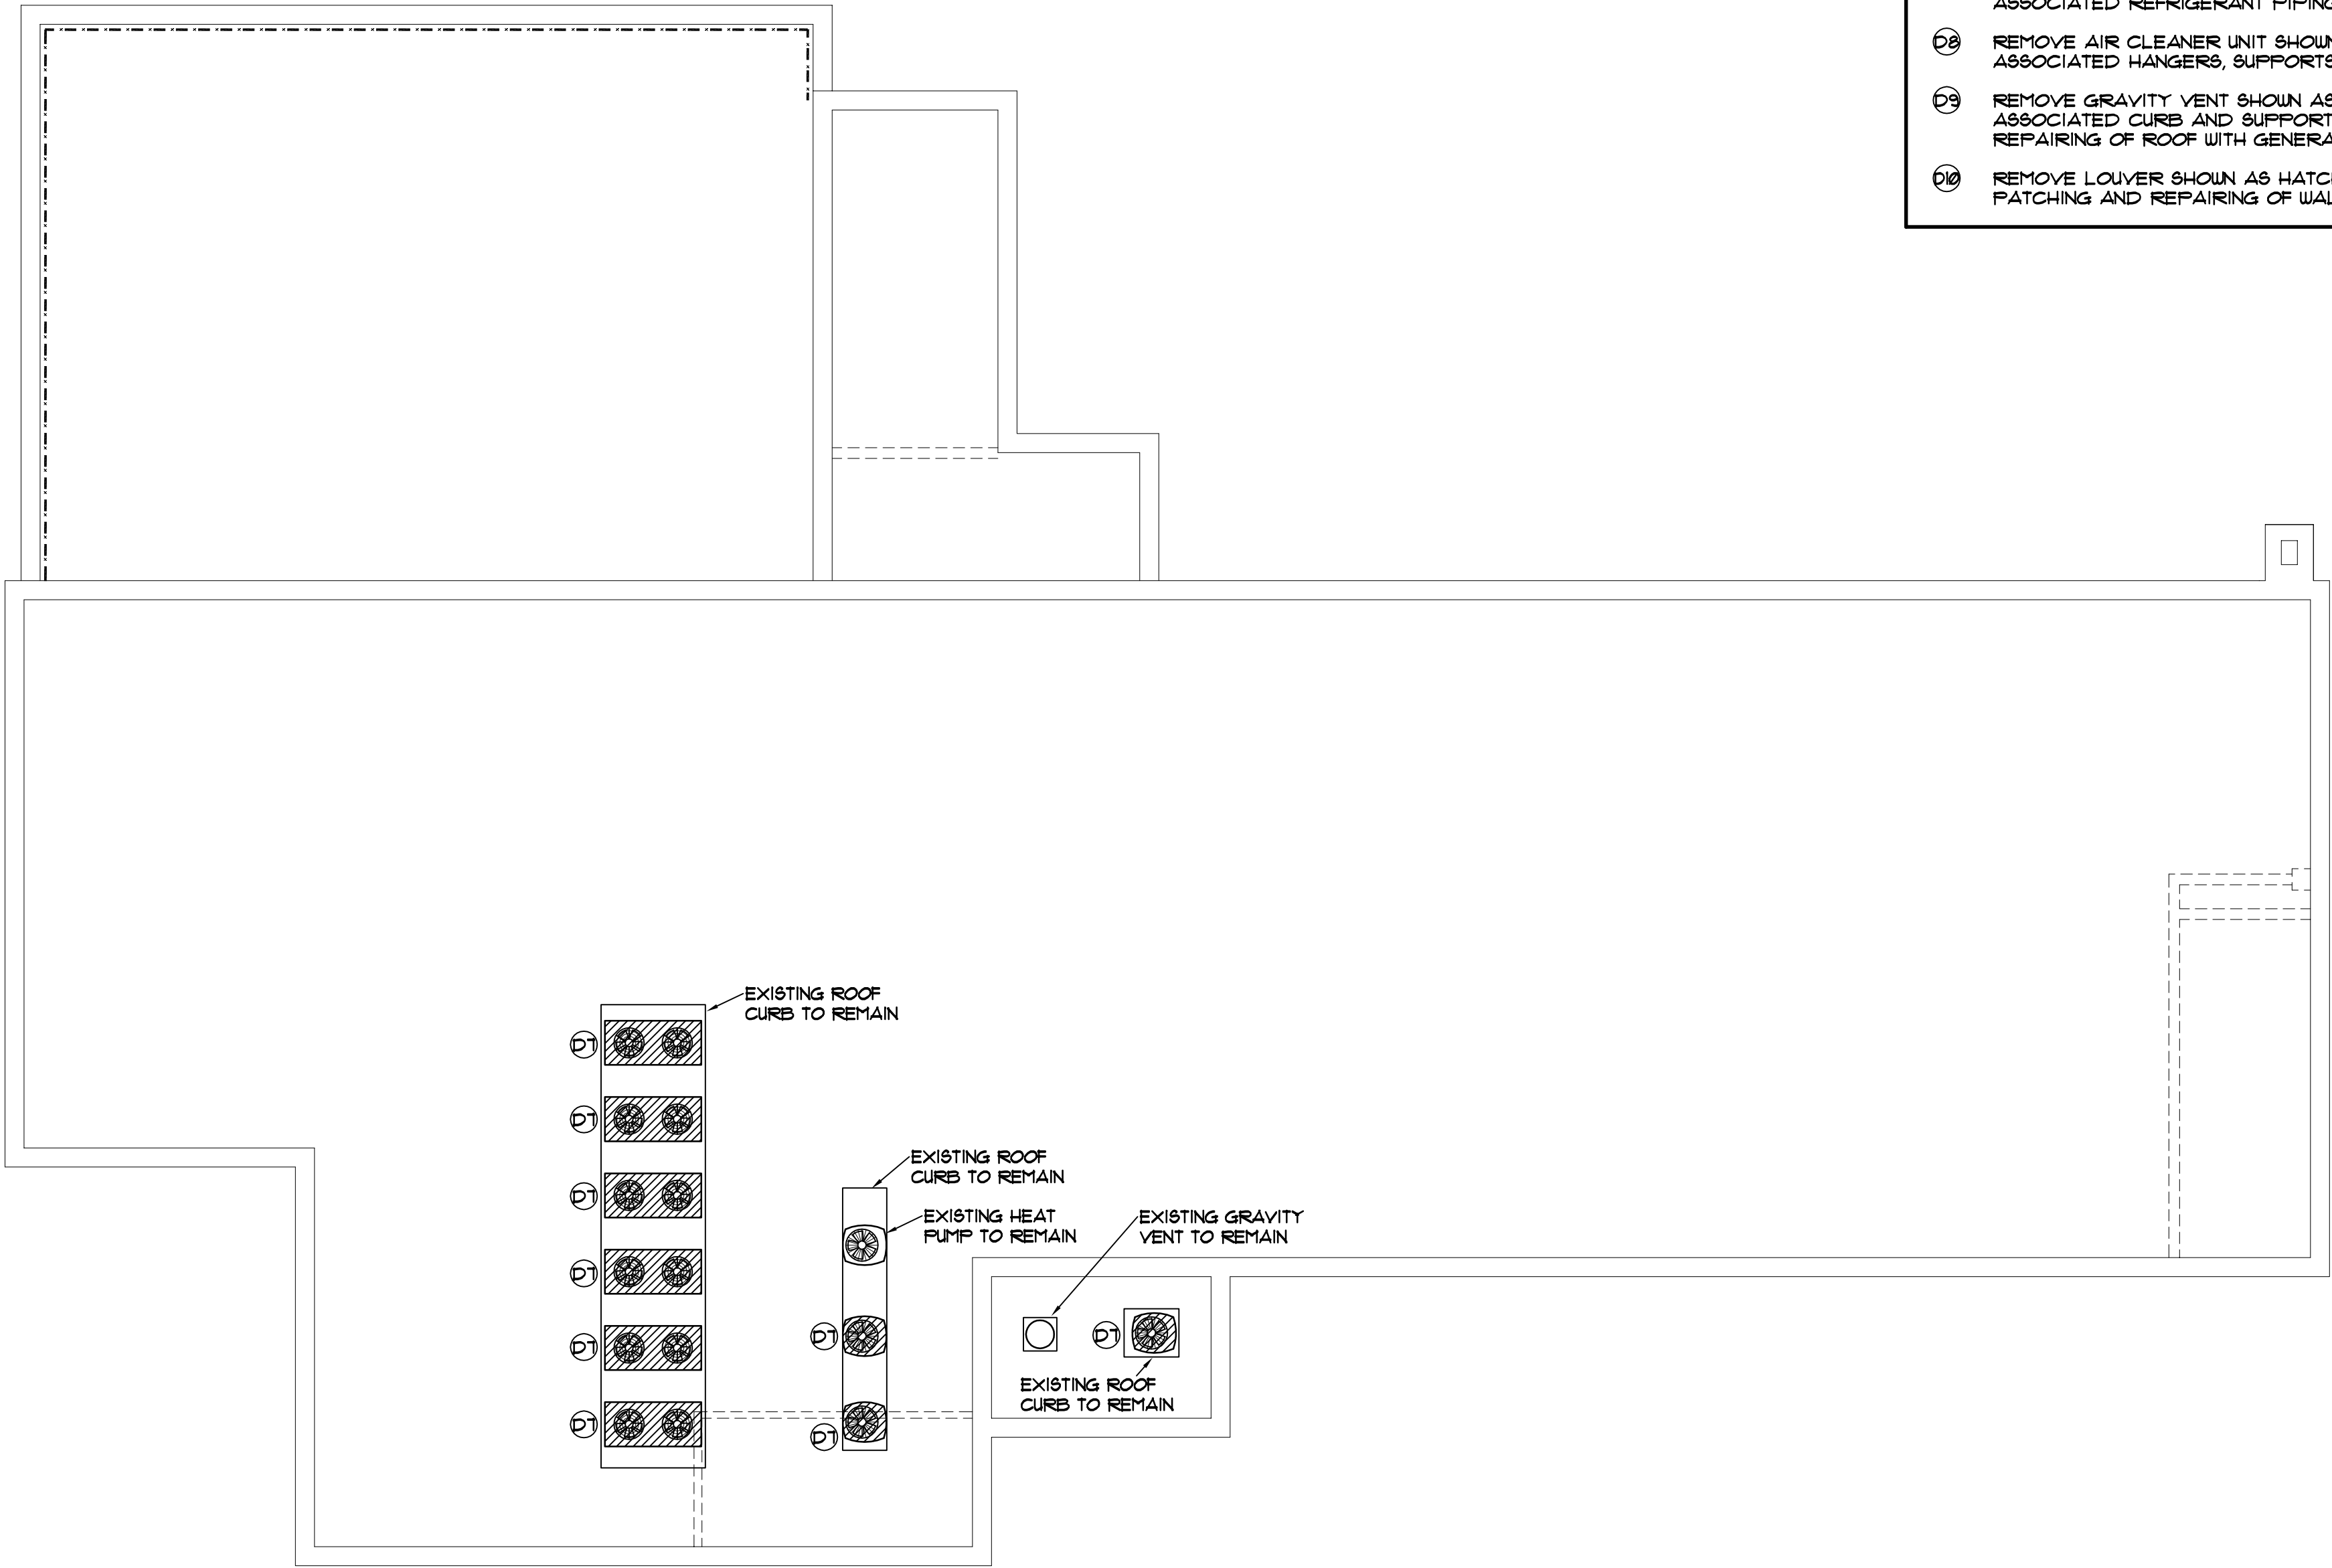 ASSOCIATED REFRIGERANT PIPING
D8 REMOVE AIR CLEANER UNIT SHOWN
ASSOCIATED HANGERS, SUPPORTS
D9 REMOVE GRAVITY VENT SHOWN AS
ASSOCIATED CURB AND SUPPORT
REPAIRING OF ROOF WITH GENERA
D10 REMOVE LOUVER SHOWN AS HATC
PATCHING AND REPAIRING OF WAL
EXISTING ROOF
CURB TO REMAIN
D7
D7
D7
D7
D7
D7
EXISTING ROOF
CURB TO REMAIN
EXISTING HEAT
PUMP TO REMAIN
D7
D7
EXISTING GRAVITY
VENT TO REMAIN
D7
EXISTING ROOF
CURB TO REMAIN